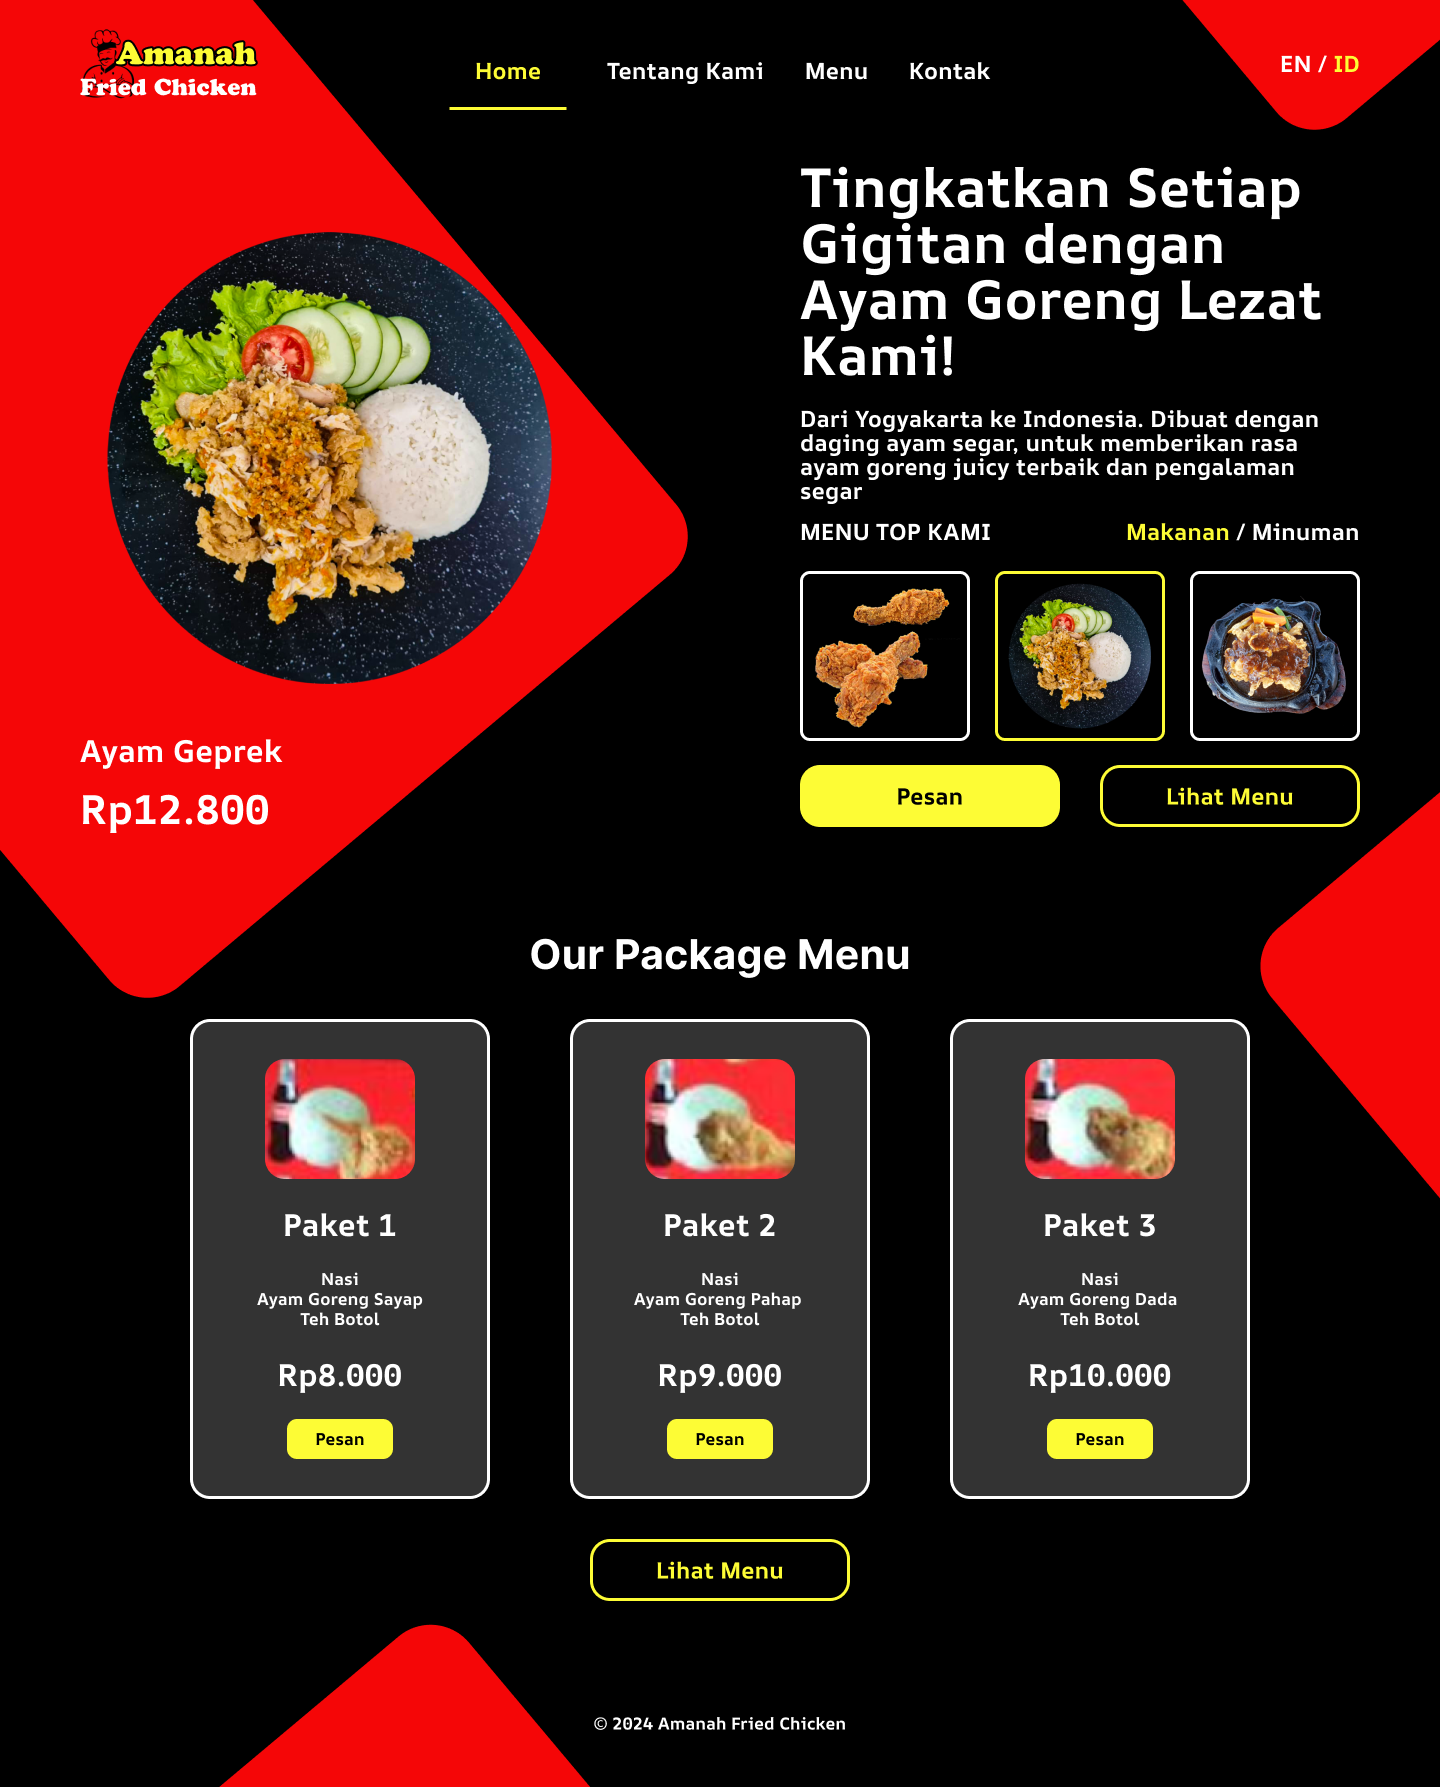 Amanah
Fried Chicken
Home
Tentang Kami
Menu
Kontak
EN / ID
Tingkatkan Setiap
Gigitan dengan
Ayam Goreng Lezat
Kami!
Dari Yogyakarta ke Indonesia. Dibuat dengan
daging ayam segar, untuk memberikan rasa
ayam goreng juicy terbaik dan pengalaman
segar
MENU TOP KAMI
Makanan / Minuman
Pesan
Lihat Menu
Ayam Geprek
Rp12.800
Our Package Menu
Paket 1
Nasi
Ayam Goreng Sayap
Teh Botol
Rp8.000
Pesan
Paket 2
Nasi
Ayam Goreng Pahap
Teh Botol
Rp9.000
Pesan
Paket 3
Nasi
Ayam Goreng Dada
Teh Botol
Rp10.000
Pesan
Lihat Menu
© 2024 Amanah Fried Chicken